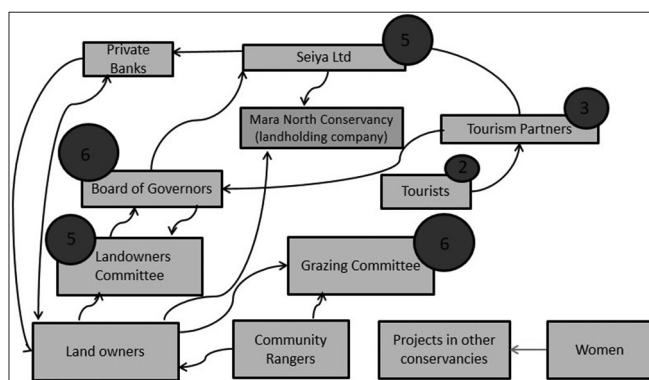 Private
Banks
Seiya Ltd
5
Mara North Conservancy
(landholding company)
Tourism Partners
3
6
Board of Governors
Tourists
2
5
Landowners
Committee
Grazing Committee
6
Land owners
Community
Rangers
Projects in other
conservancies
Women